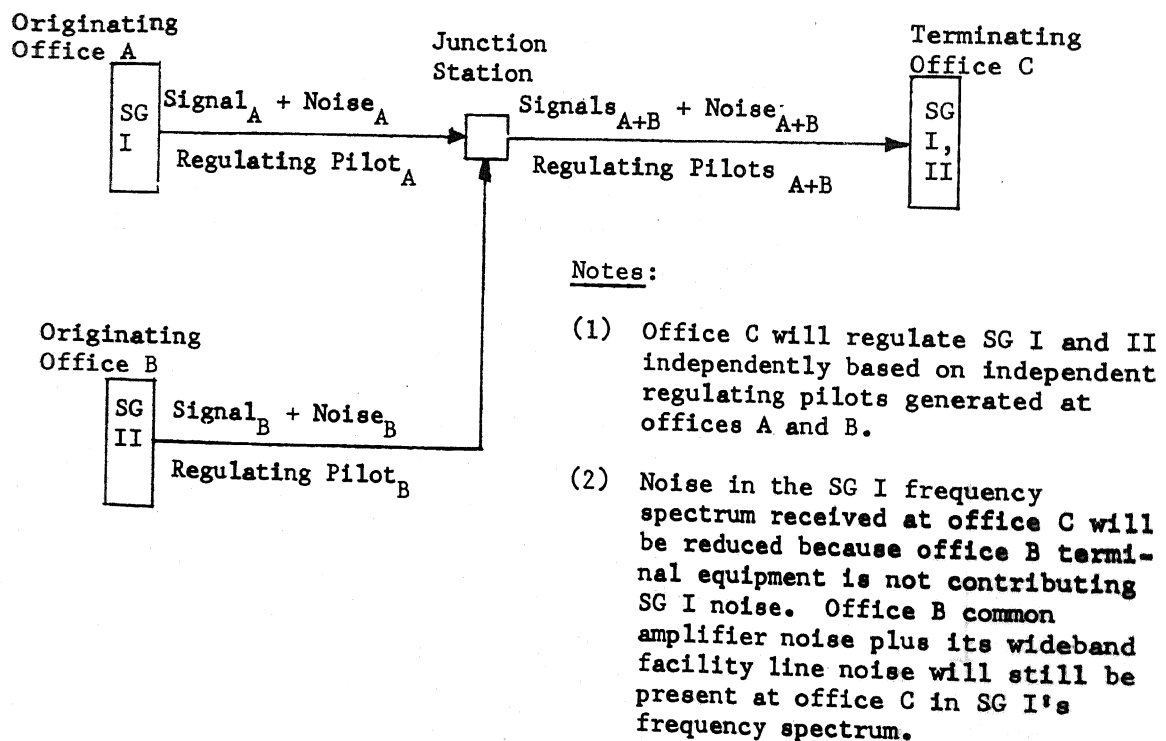 Originating
Office A
SG
I
Signal_A + Noise_A
Regulating Pilot_A
Junction
Station
Signals_A+B + Noise_A+B
Regulating Pilots_A+B
Terminating
Office C
SG
I,
II
Originating
Office B
SG
II
Signal_B + Noise_B
Regulating Pilot_B
Notes:
(1) Office C will regulate SG I and II
independently based on independent
regulating pilots generated at
offices A and B.
(2) Noise in the SG I frequency
spectrum received at office C will
be reduced because office B termi-
nal equipment is not contributing
SG I noise. Office B common
amplifier noise plus its wideband
facility line noise will still be
present at office C in SG I's
frequency spectrum.